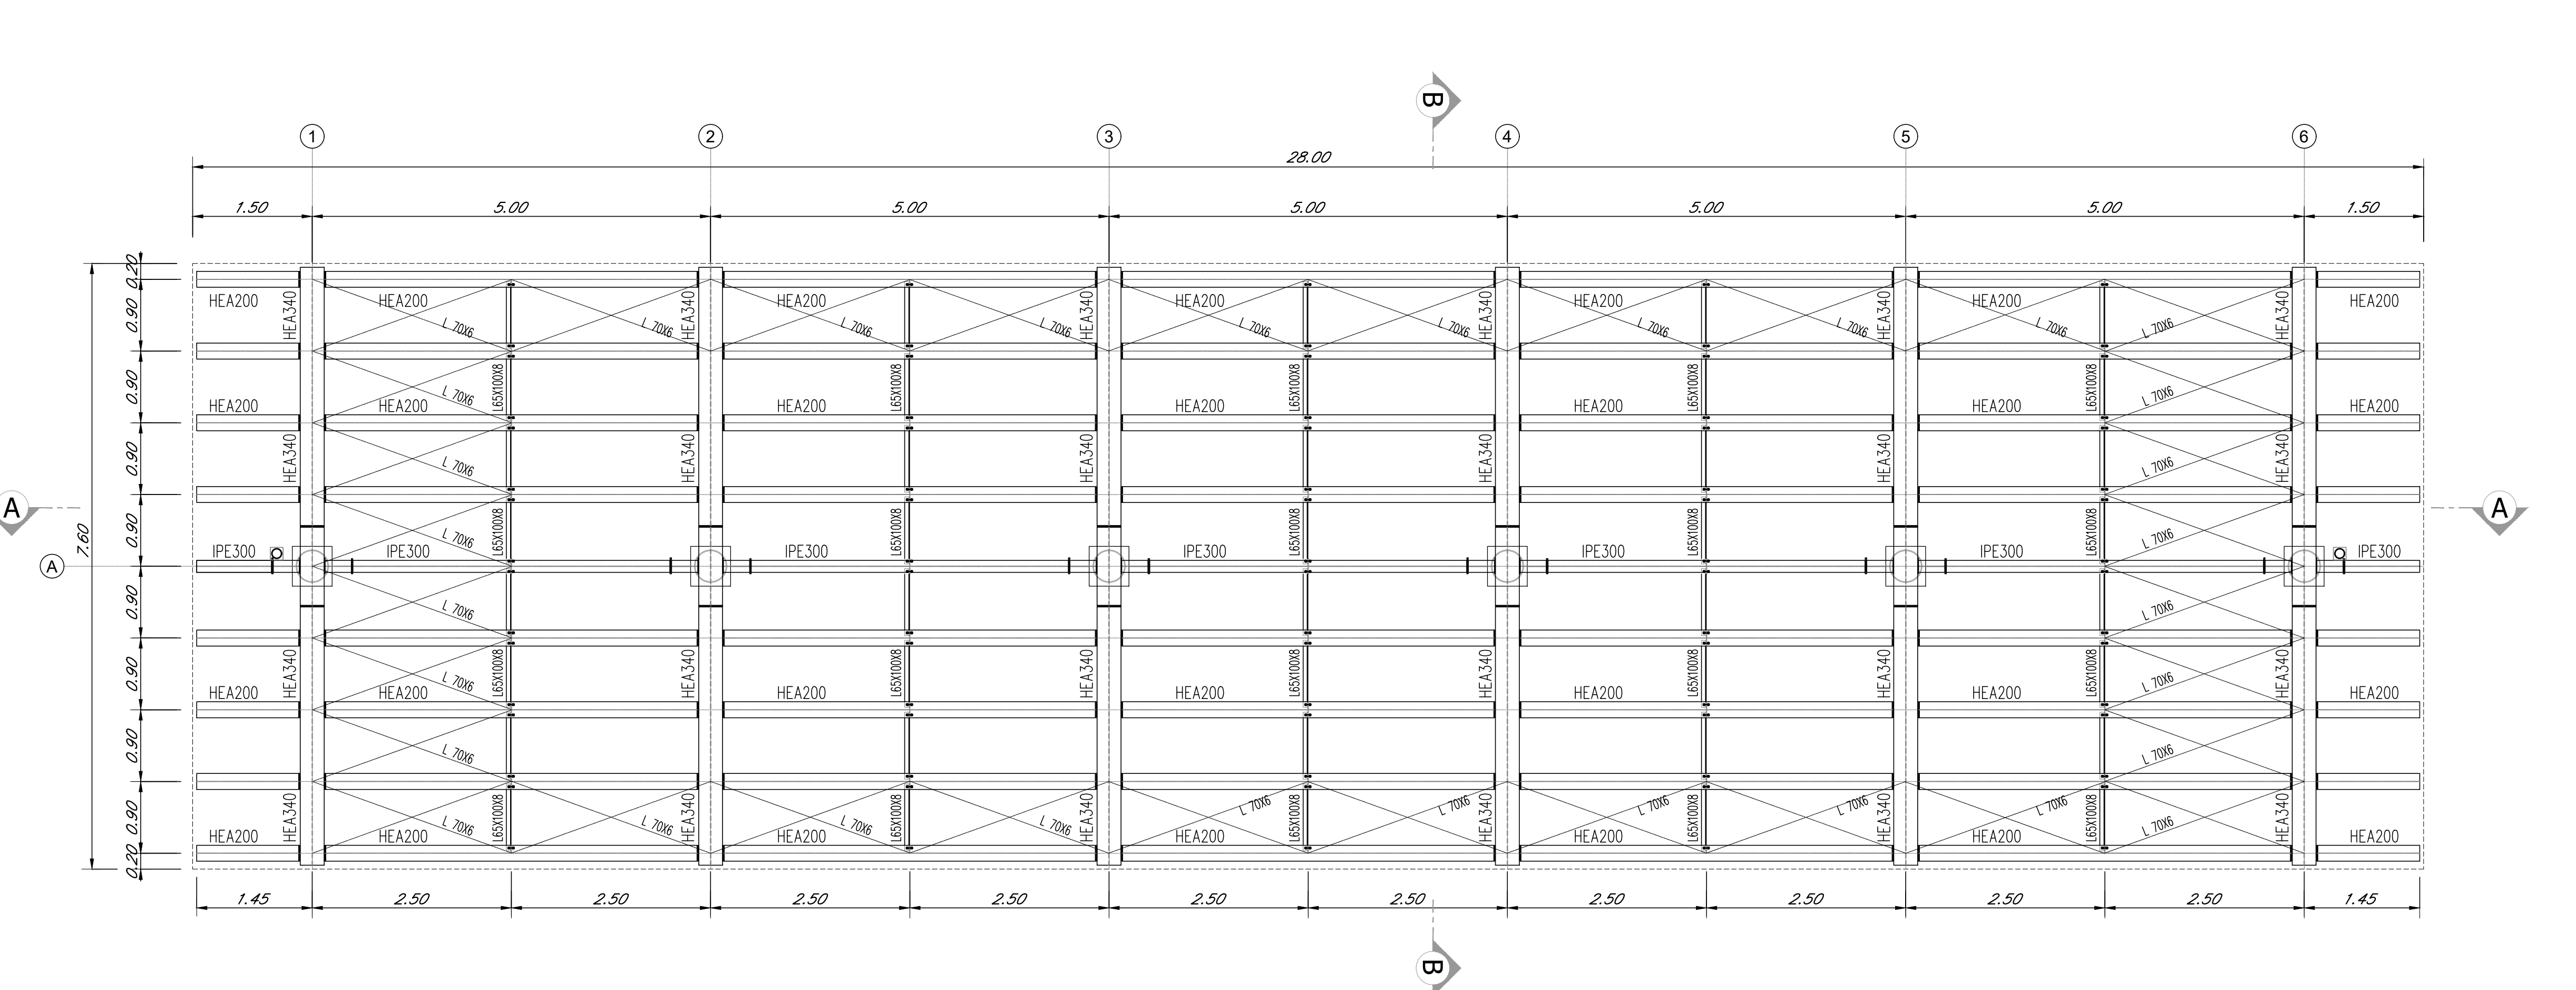 B
1 2 3 4 5 6
28.00
1.50 5.00 5.00 5.00 5.00 5.00 1.50
0.20
HEA200 HEA200 HEA200 HEA200 HEA200 HEA200 HEA200
HEA340 HEA340 HEA340 HEA340 HEA340 HEA340
0.90
L 70X6 L 70X6 L 70X6 L 70X6 L 70X6 L 70X6 L 70X6 L 70X6 L 70X6 L 70X6
0.90
L65X100X8 L65X100X8 L65X100X8 L65X100X8 L65X100X8
L 70X6 L 70X6
HEA200 HEA200 HEA200 HEA200 HEA200 HEA200 HEA200
0.90
HEA340 HEA340 HEA340 HEA340 HEA340 HEA340
L 70X6 L 70X6
A A
7.60
0.90
L65X100X8 L65X100X8 L65X100X8 L65X100X8 L65X100X8
L 70X6 L 70X6
IPE300 IPE300 IPE300 IPE300 IPE300 IPE300 IPE300
A
0.90
L 70X6 L 70X6
0.90
HEA340 HEA340 HEA340 HEA340 HEA340 HEA340
L65X100X8 L65X100X8 L65X100X8 L65X100X8 L65X100X8
L 70X6 L 70X6
HEA200 HEA200 HEA200 HEA200 HEA200 HEA200 HEA200
0.90
L 70X6 L 70X6
0.90
HEA340 HEA340 HEA340 HEA340 HEA340 HEA340
L65X100X8 L65X100X8 L65X100X8 L65X100X8 L65X100X8
L 70X6 L 70X6 L 70X6 L 70X6 L 70X6 L 70X6 L 70X6 L 70X6 L 70X6 L 70X6
HEA200 HEA200 HEA200 HEA200 HEA200 HEA200 HEA200
0.20
1.45 2.50 2.50 2.50 2.50 2.50 2.50 2.50 2.50 2.50 2.50 1.45
B